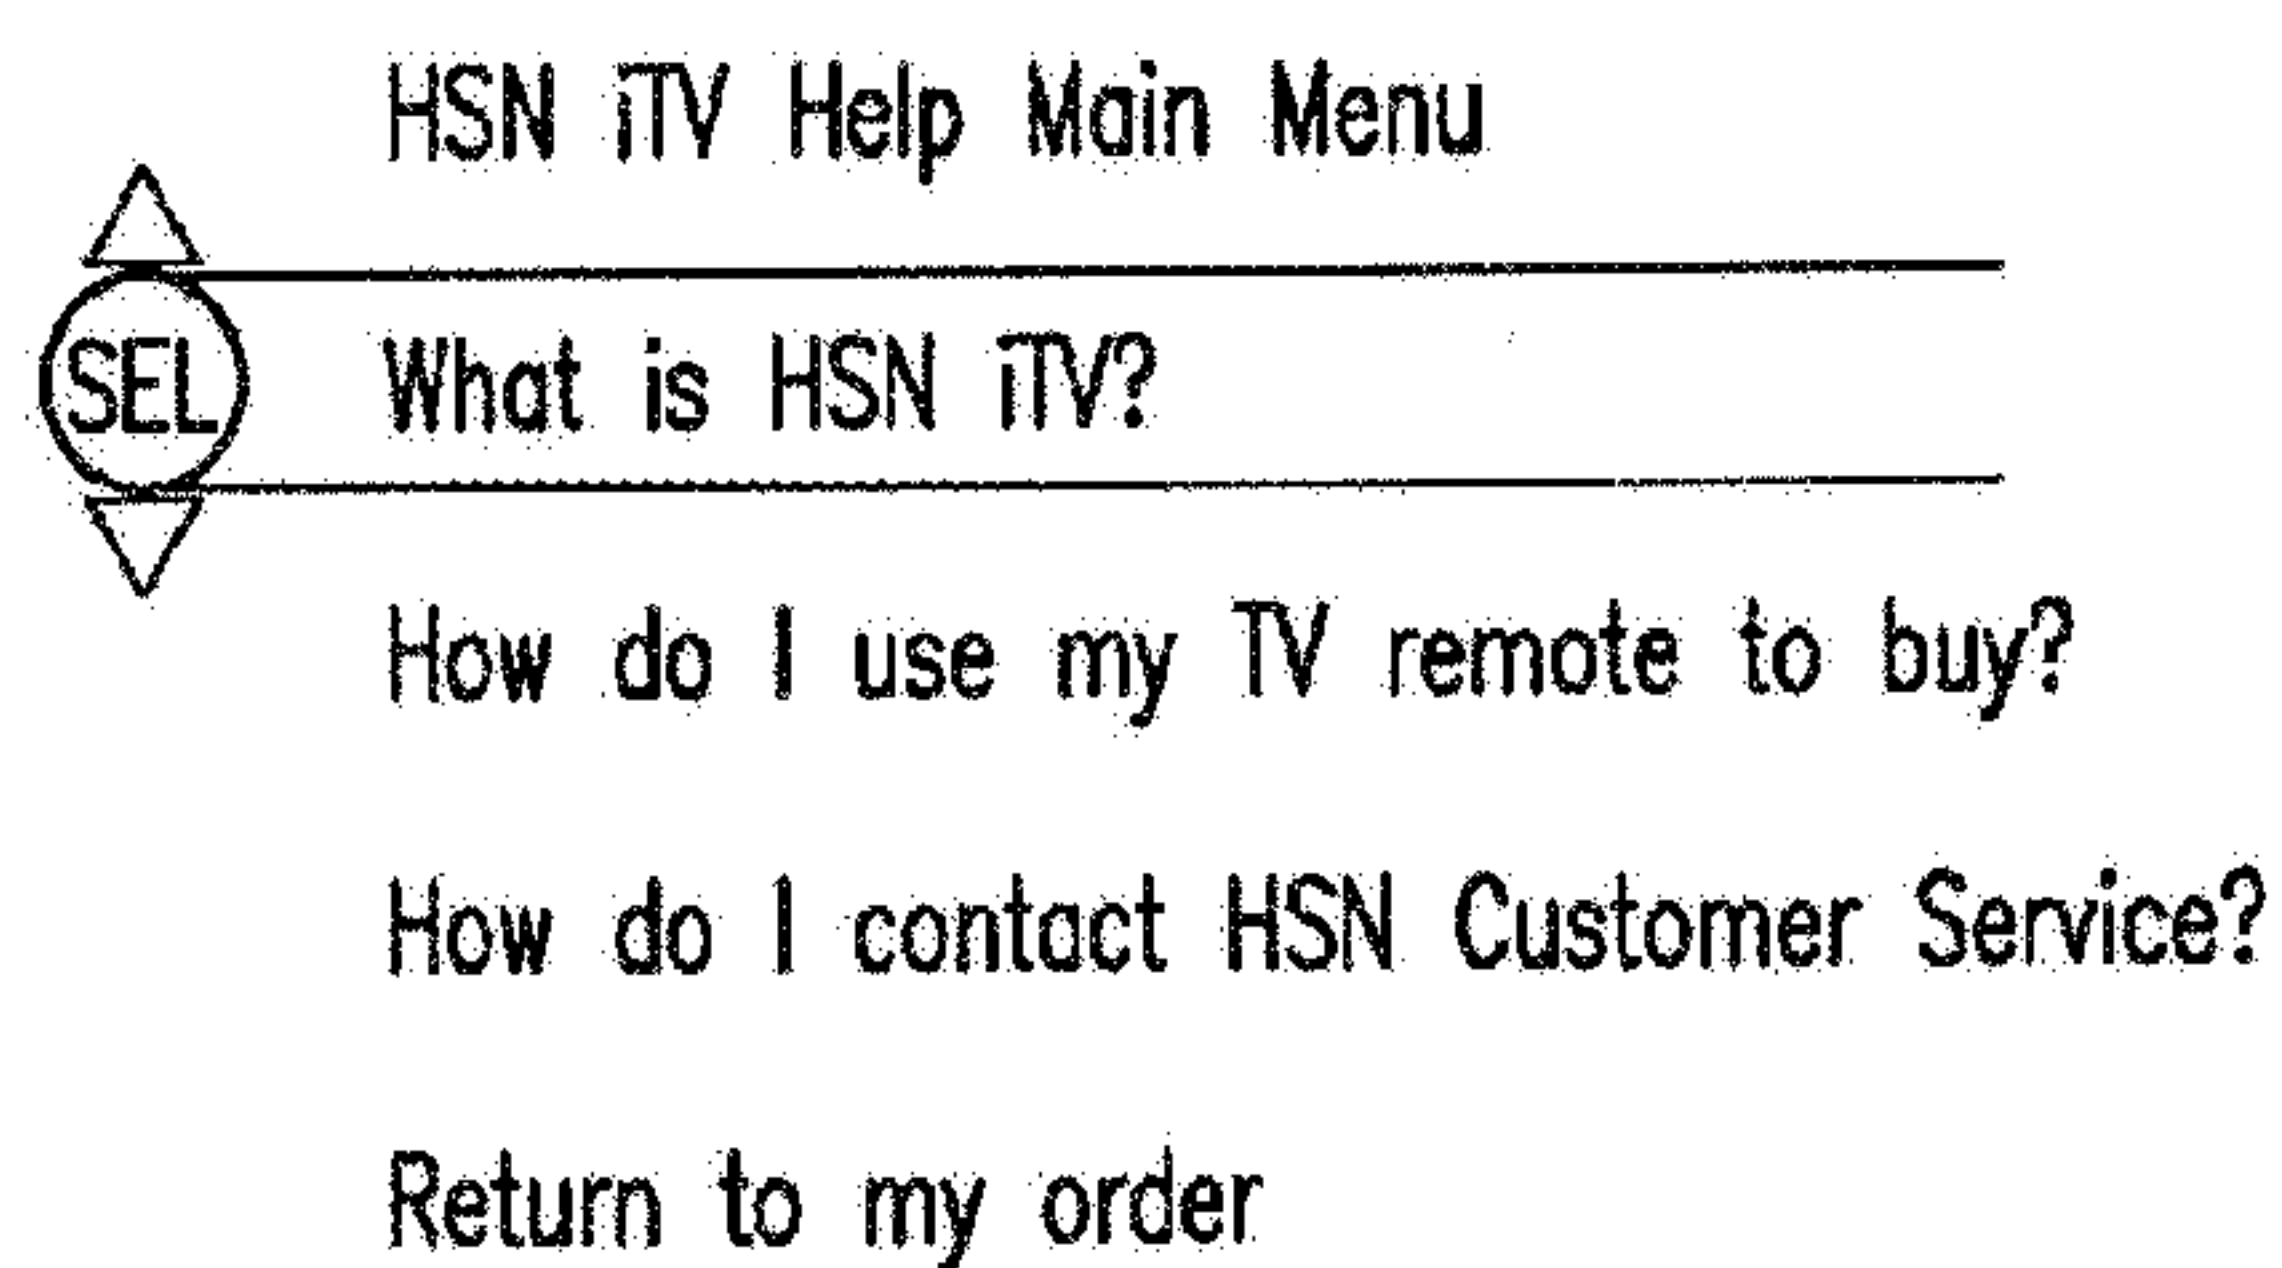 HSN iTV Help Main Menu
SEL What is HSN iTV?
How do I use my TV remote to buy?
How do I contact HSN Customer Service?
Return to my order